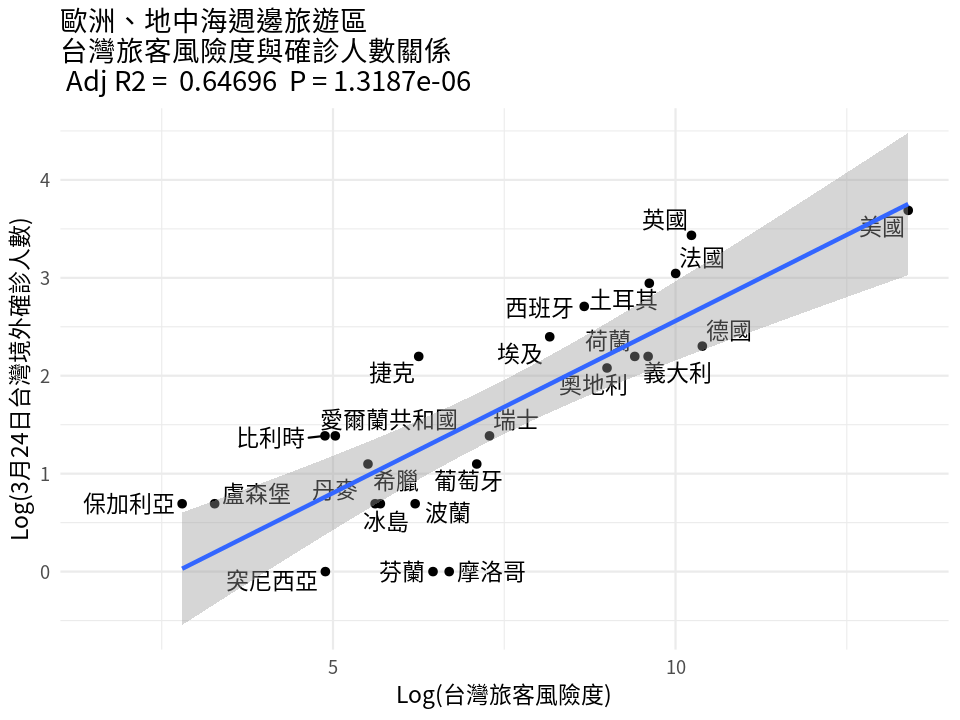 歐洲、地中海週邊旅遊區
台灣旅客風險度與確診人數關係
Adj R2 = 0.64696 P = 1.3187e-06
Log(3月24日台灣境外確診人數)
4
3
2
1
0
英國
美國
法國
西班牙
土耳其
德國
荷蘭
埃及
捷克
奧地利
義大利
愛爾蘭共和國
瑞士
比利時
希臘
葡萄牙
丹麥
盧森堡
保加利亞
冰島
波蘭
突尼西亞
芬蘭
摩洛哥
5
10
Log(台灣旅客風險度)